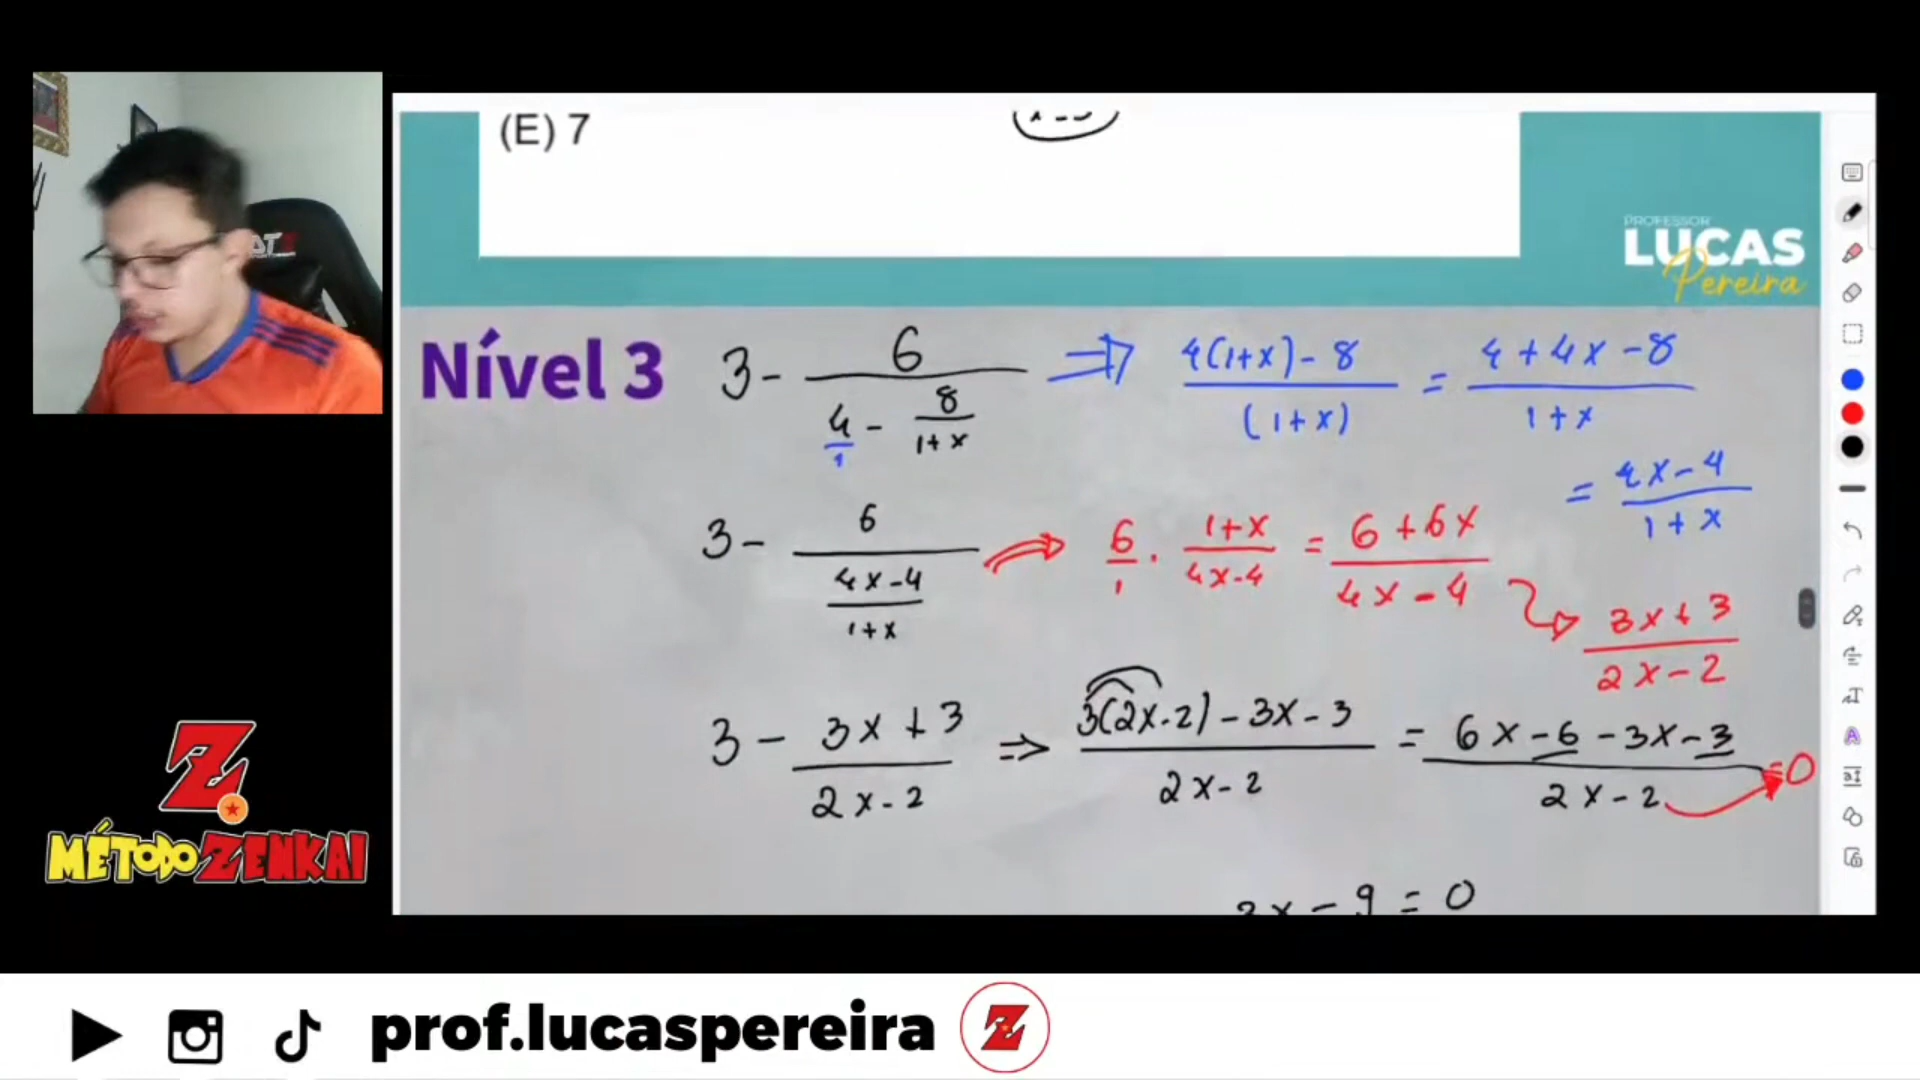 (E) 7
x = 3
PROFESSOR
LUCAS
Pereira
Nível 3
3 - 6 / (4/1 - 8/(1+x)) ⇒ (4(1+x) - 8)/(1+x) = (4 + 4x - 8)/(1+x)
= (4x - 4)/(1+x)
3 - 6 / ((4x-4)/(1+x)) ⇒ 6/1 · (1+x)/(4x-4) = (6+6x)/(4x-4)
(3x+3)/(2x-2)
3 - (3x+3)/(2x-2) ⇒ (3(2x-2) - 3x - 3)/(2x-2) = (6x - 6 - 3x - 3)/(2x-2) = 0
3x - 9 = 0
Z
MÉTODO ZENKAI
prof.lucaspereira Z